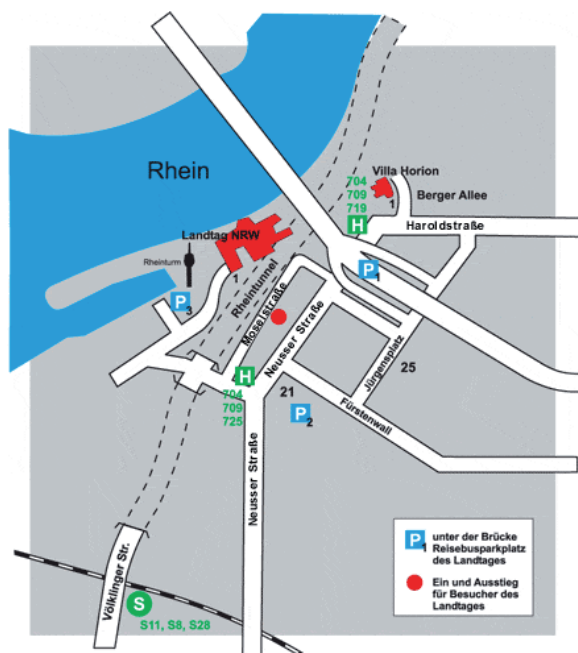 Rhein
Villa Horion
704
709
719
1
Berger Allee
H
Haroldstraße
Landtag NRW
Rheinturm
1
P
1
P
3
Rheintunnel
Moselstraße
Neusser Straße
Jürgensplatz
25
H
704
709
725
21
P
2
Fürstenwall
Neusser Straße
Völklinger Str.
S
S11, S8, S28
P
1
unter der Brücke
Reisebusparkplatz
des Landtages
Ein und Ausstieg
für Besucher des
Landtages